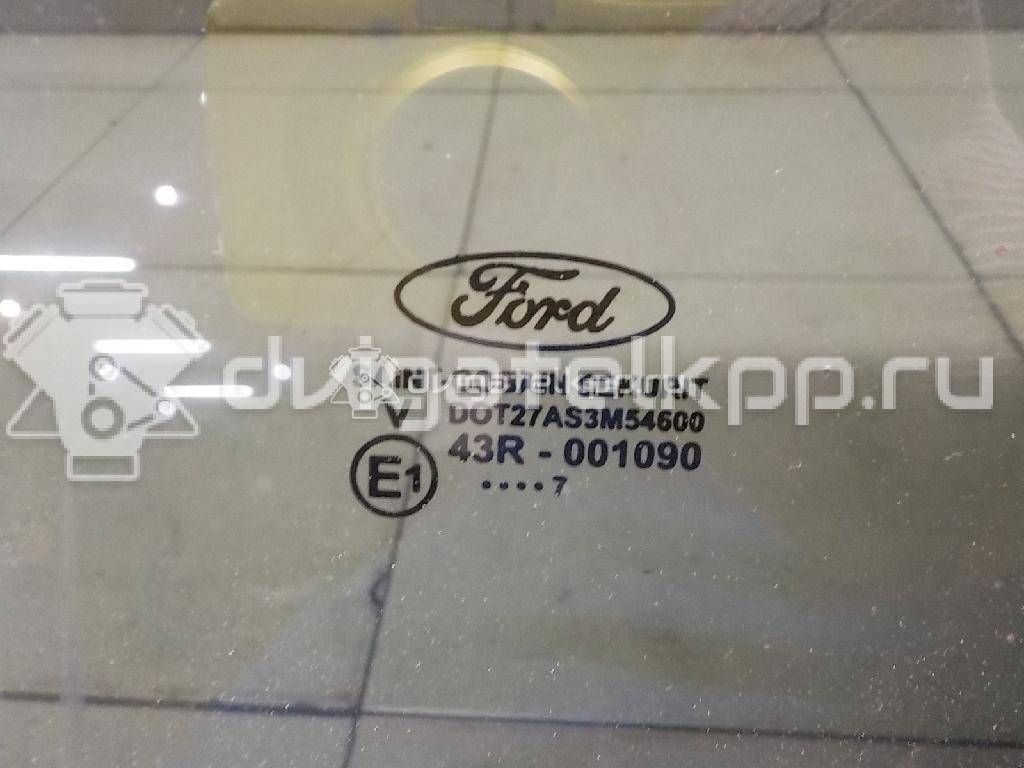 Ford
dvigatelkpp.ru
V DOT27AS3M54600
E1 43R - 001090
....7